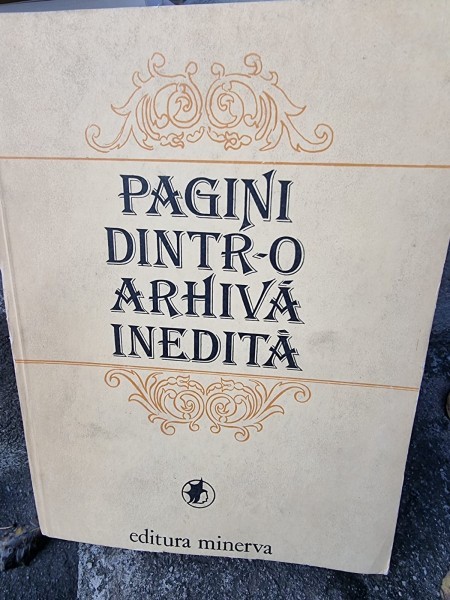 PAGINI
DINTR-O
ARHIVĂ
INEDITĂ
editura minerva